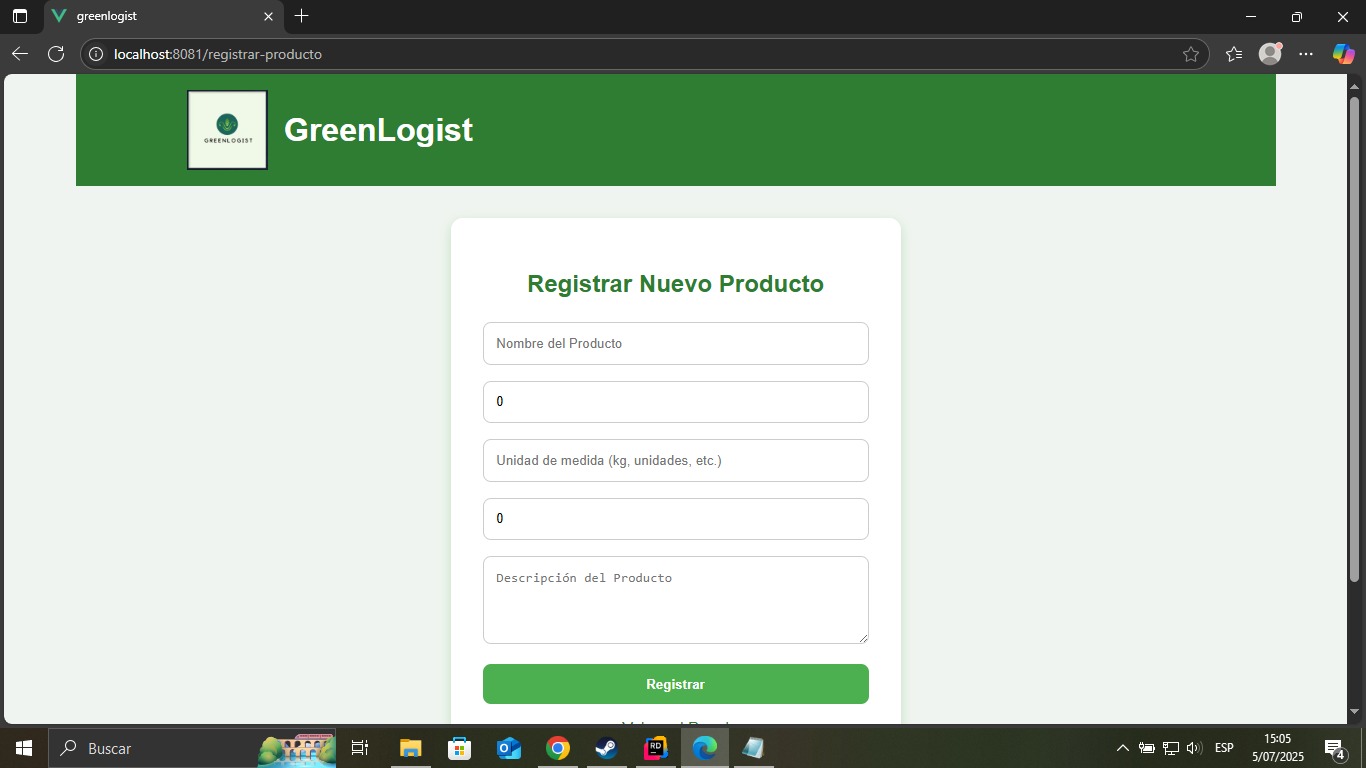 greenlogist
localhost:8081/registrar-producto
GREENLOGIST
GreenLogist
Registrar Nuevo Producto
Nombre del Producto
0
Unidad de medida (kg, unidades, etc.)
0
Descripción del Producto
Registrar
Buscar
RD
ESP
15:05
5/07/2025
4